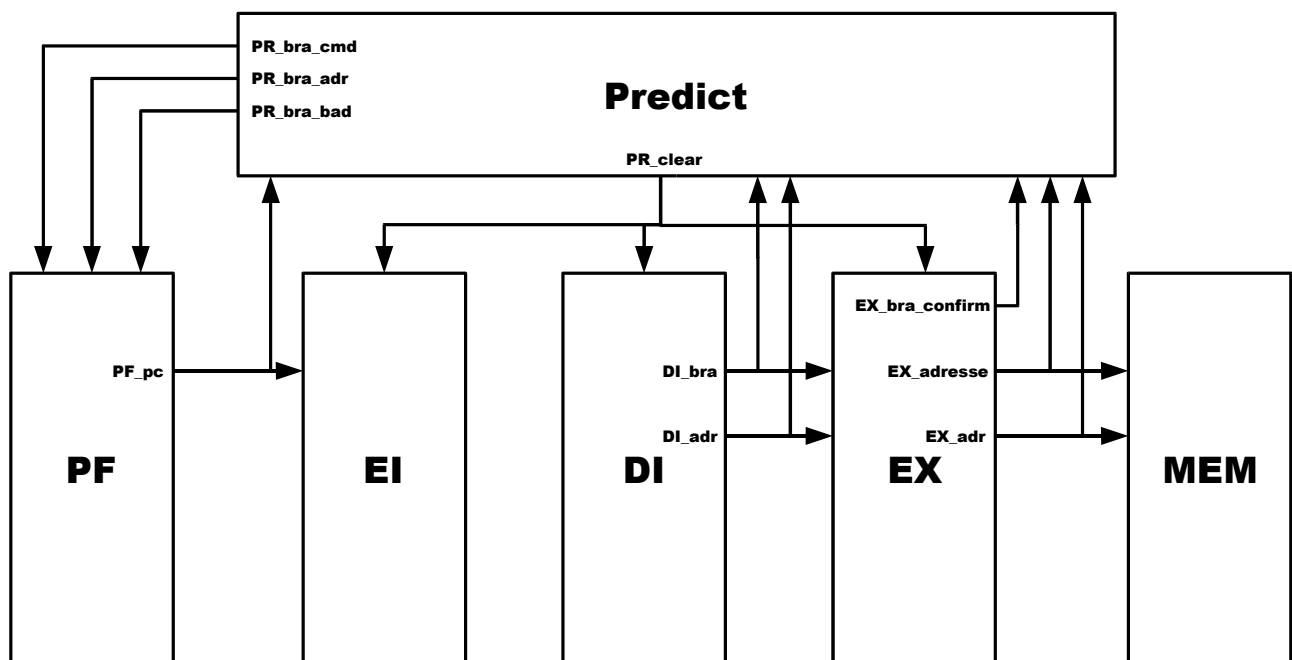 PR_bra_cmd
PR_bra_adr
PR_bra_bad
Predict
PR_clear
EX_bra_confirm
PF_pc
DI_bra
EX_adresse
DI_adr
EX_adr
PF
EI
DI
EX
MEM